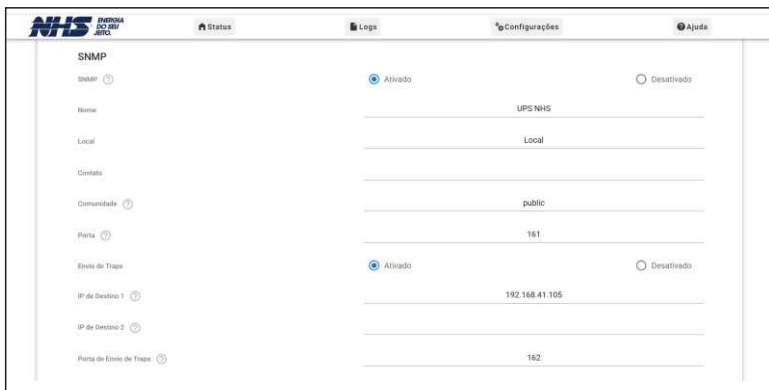 NHS ENERGIA
DO SEU
JEITO.
Status
Logs
Configurações
Ajuda
SNMP
SNMP ? Ativado Desativado
Nome UPS NHS
Local Local
Contato
Comunidade ? public
Porta ? 161
Envio de Traps Ativado Desativado
IP de Destino 1 ? 192.168.41.105
IP de Destino 2 ?
Porta de Envio de Traps ? 162